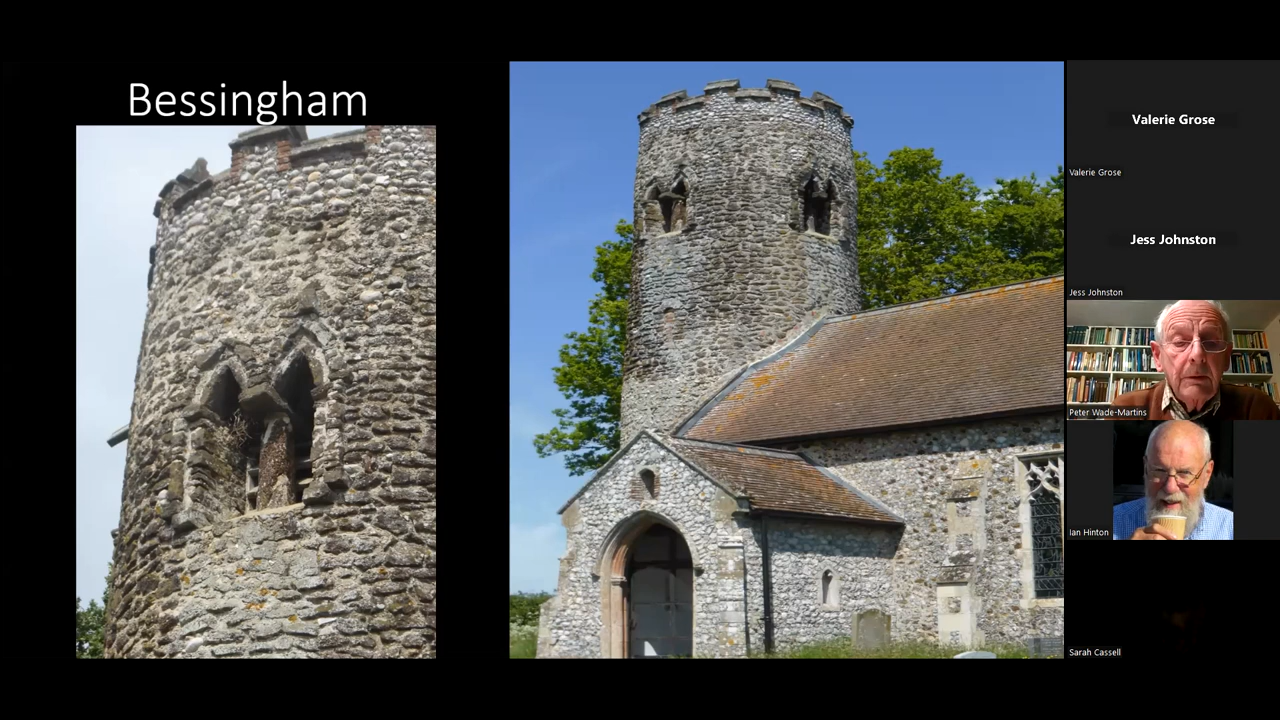 Bessingham
Valerie Grose
Valerie Grose
Jess Johnston
Jess Johnston
Peter Wade-Martins
Ian Hinton
Sarah Cassell